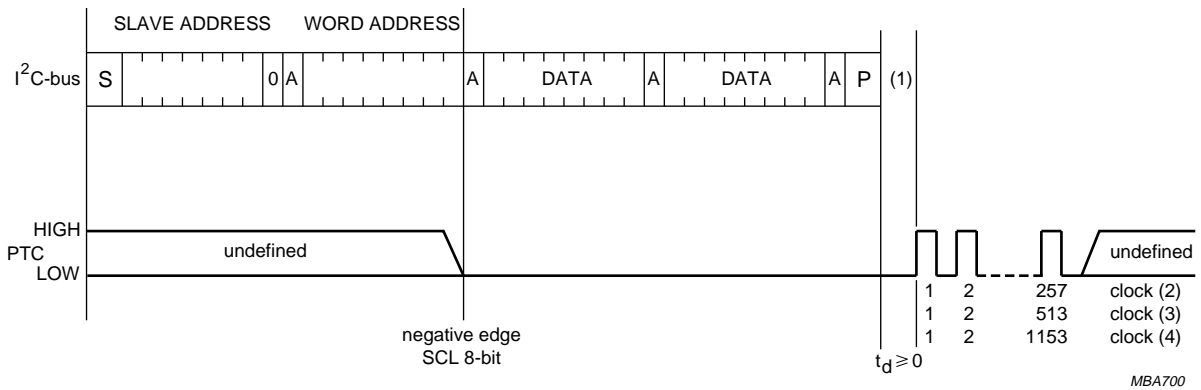 SLAVE ADDRESS WORD ADDRESS
I²C-bus S 0 A A DATA A DATA A P (1)
HIGH
PTC undefined undefined
LOW
1 2 257 clock (2)
1 2 513 clock (3)
1 2 1153 clock (4)
negative edge
SCL 8-bit
td ≥ 0
MBA700